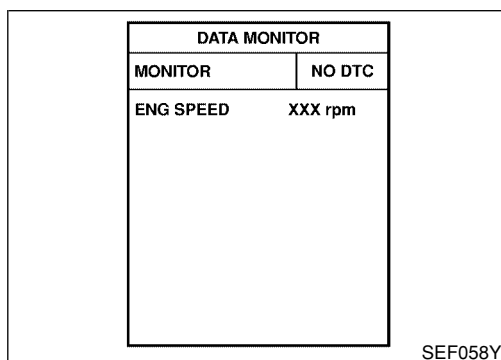 DATA MONITOR
MONITOR NO DTC
ENG SPEED XXX rpm
SEF058Y